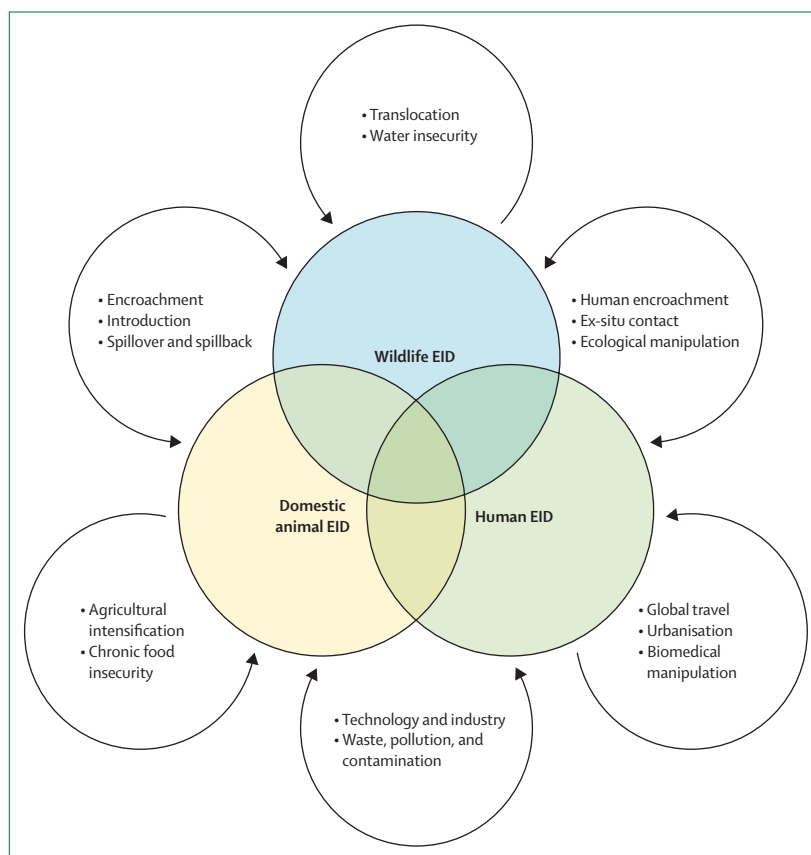 • Translocation
• Water insecurity
• Encroachment
• Introduction
• Spillover and spillback
• Human encroachment
• Ex-situ contact
• Ecological manipulation
Wildlife EID
Domestic
animal EID
Human EID
• Agricultural
intensification
• Chronic food
insecurity
• Global travel
• Urbanisation
• Biomedical
manipulation
• Technology and industry
• Waste, pollution, and
contamination